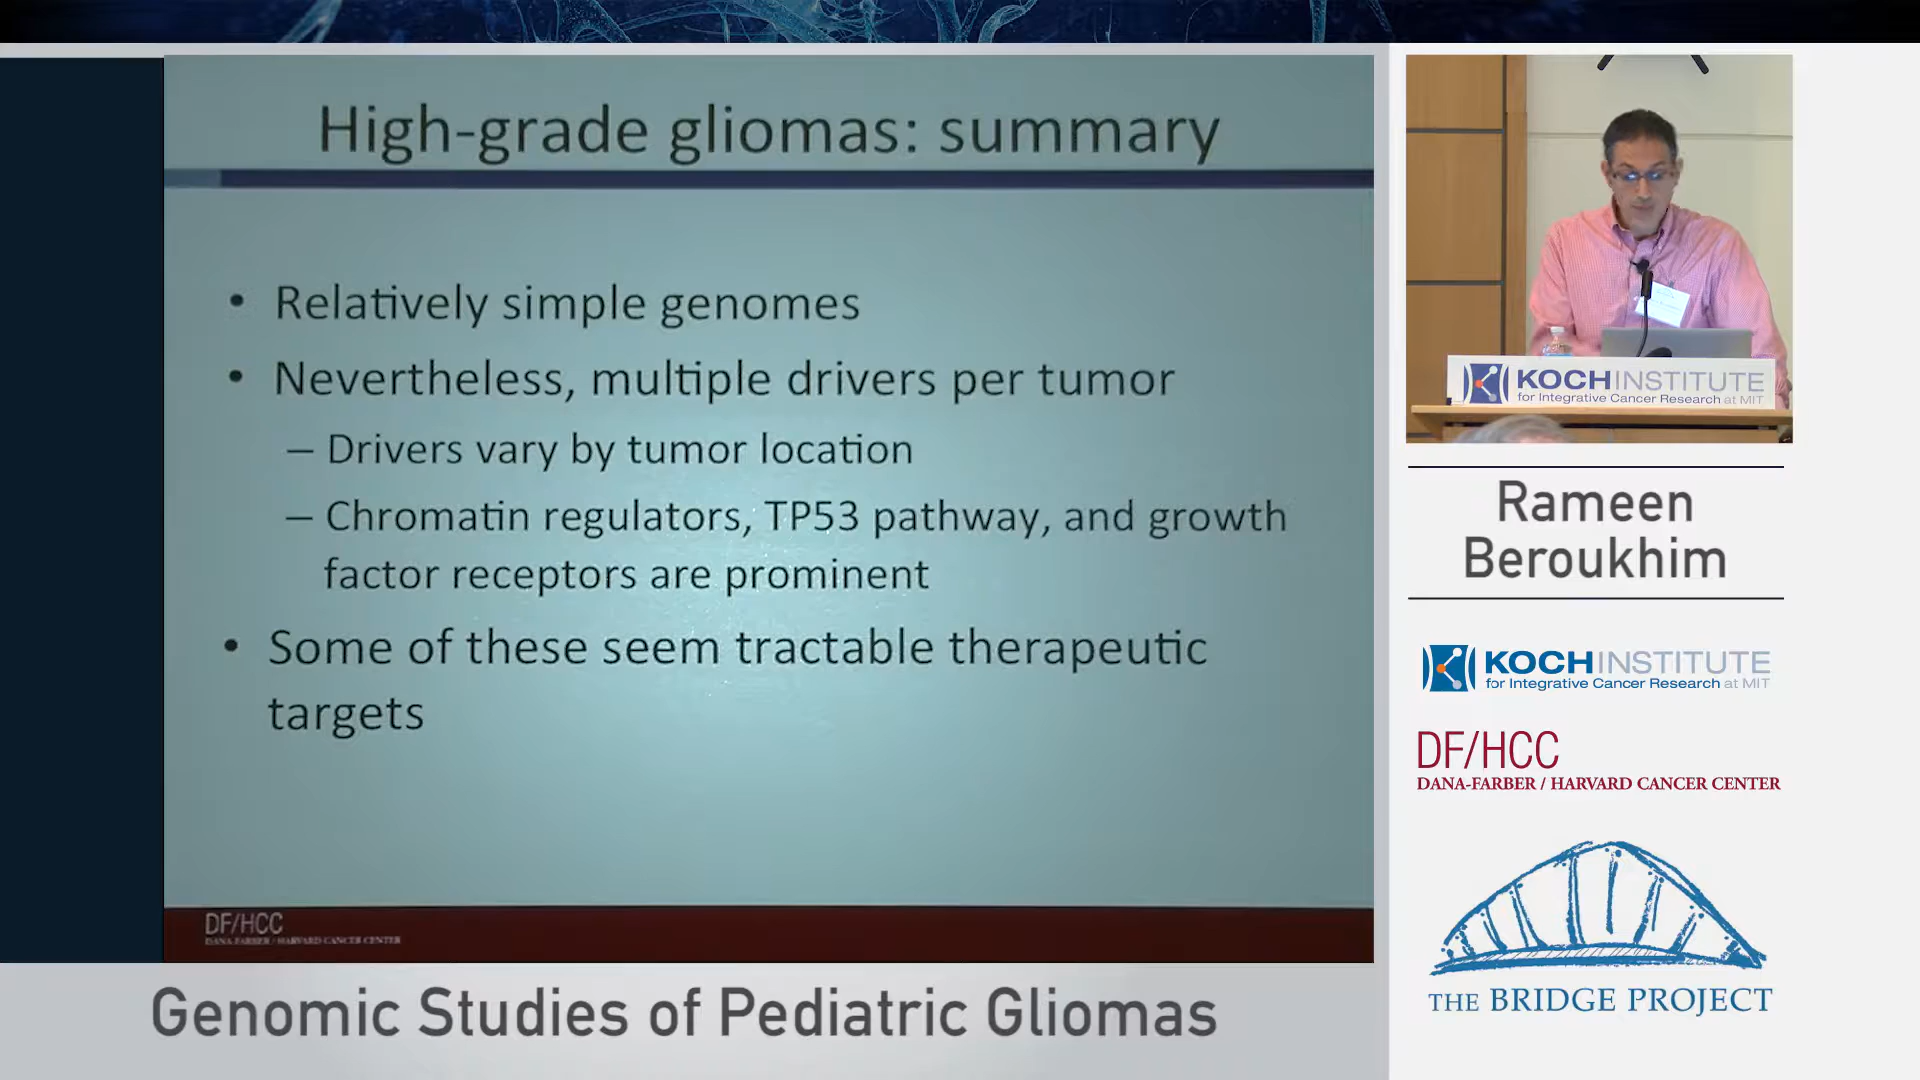 High-grade gliomas: summary
• Relatively simple genomes
• Nevertheless, multiple drivers per tumor
– Drivers vary by tumor location
– Chromatin regulators, TP53 pathway, and growth
factor receptors are prominent
• Some of these seem tractable therapeutic
targets
DF/HCC
DANA-FARBER / HARVARD CANCER CENTER
Genomic Studies of Pediatric Gliomas
KOCH INSTITUTE
for Integrative Cancer Research at MIT
Rameen
Beroukhim
KOCH INSTITUTE
for Integrative Cancer Research at MIT
DF/HCC
DANA-FARBER / HARVARD CANCER CENTER
THE BRIDGE PROJECT